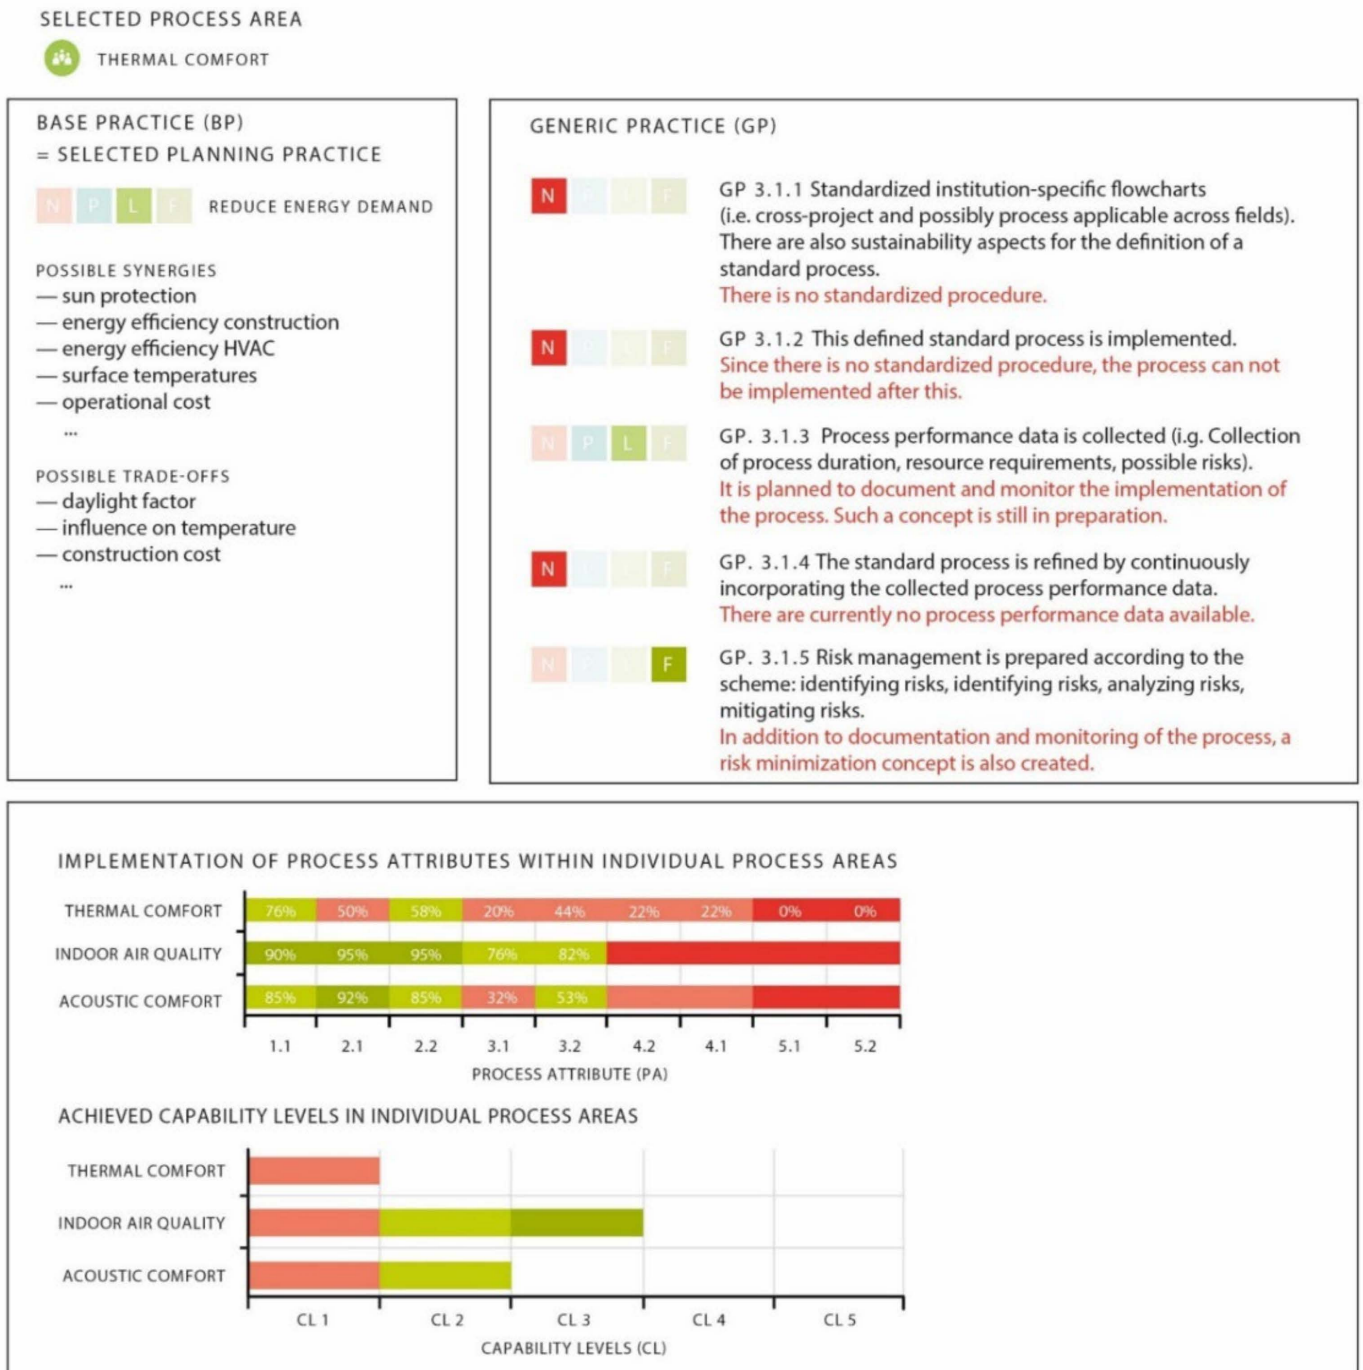 SELECTED PROCESS AREA
THERMAL COMFORT
BASE PRACTICE (BP)
= SELECTED PLANNING PRACTICE
N P L F REDUCE ENERGY DEMAND
POSSIBLE SYNERGIES
— sun protection
— energy efficiency construction
— energy efficiency HVAC
— surface temperatures
— operational cost
...
POSSIBLE TRADE-OFFS
— daylight factor
— influence on temperature
— construction cost
...
GENERIC PRACTICE (GP)
N P L F GP 3.1.1 Standardized institution-specific flowcharts
(i.e. cross-project and possibly process applicable across fields).
There are also sustainability aspects for the definition of a
standard process.
There is no standardized procedure.
N P L F GP 3.1.2 This defined standard process is implemented.
Since there is no standardized procedure, the process can not
be implemented after this.
N P L F GP. 3.1.3 Process performance data is collected (i.g. Collection
of process duration, resource requirements, possible risks).
It is planned to document and monitor the implementation of
the process. Such a concept is still in preparation.
N L F GP. 3.1.4 The standard process is refined by continuously
incorporating the collected process performance data.
There are currently no process performance data available.
N F GP. 3.1.5 Risk management is prepared according to the
scheme: identifying risks, identifying risks, analyzing risks,
mitigating risks.
In addition to documentation and monitoring of the process, a
risk minimization concept is also created.
IMPLEMENTATION OF PROCESS ATTRIBUTES WITHIN INDIVIDUAL PROCESS AREAS
THERMAL COMFORT 76% 50% 58% 20% 44% 22% 22% 0% 0%
INDOOR AIR QUALITY 90% 95% 95% 76% 82%
ACOUSTIC COMFORT 85% 92% 85% 32% 53%
1.1 2.1 2.2 3.1 3.2 4.2 4.1 5.1 5.2
PROCESS ATTRIBUTE (PA)
ACHIEVED CAPABILITY LEVELS IN INDIVIDUAL PROCESS AREAS
THERMAL COMFORT
INDOOR AIR QUALITY
ACOUSTIC COMFORT
CL 1 CL 2 CL 3 CL 4 CL 5
CAPABILITY LEVELS (CL)